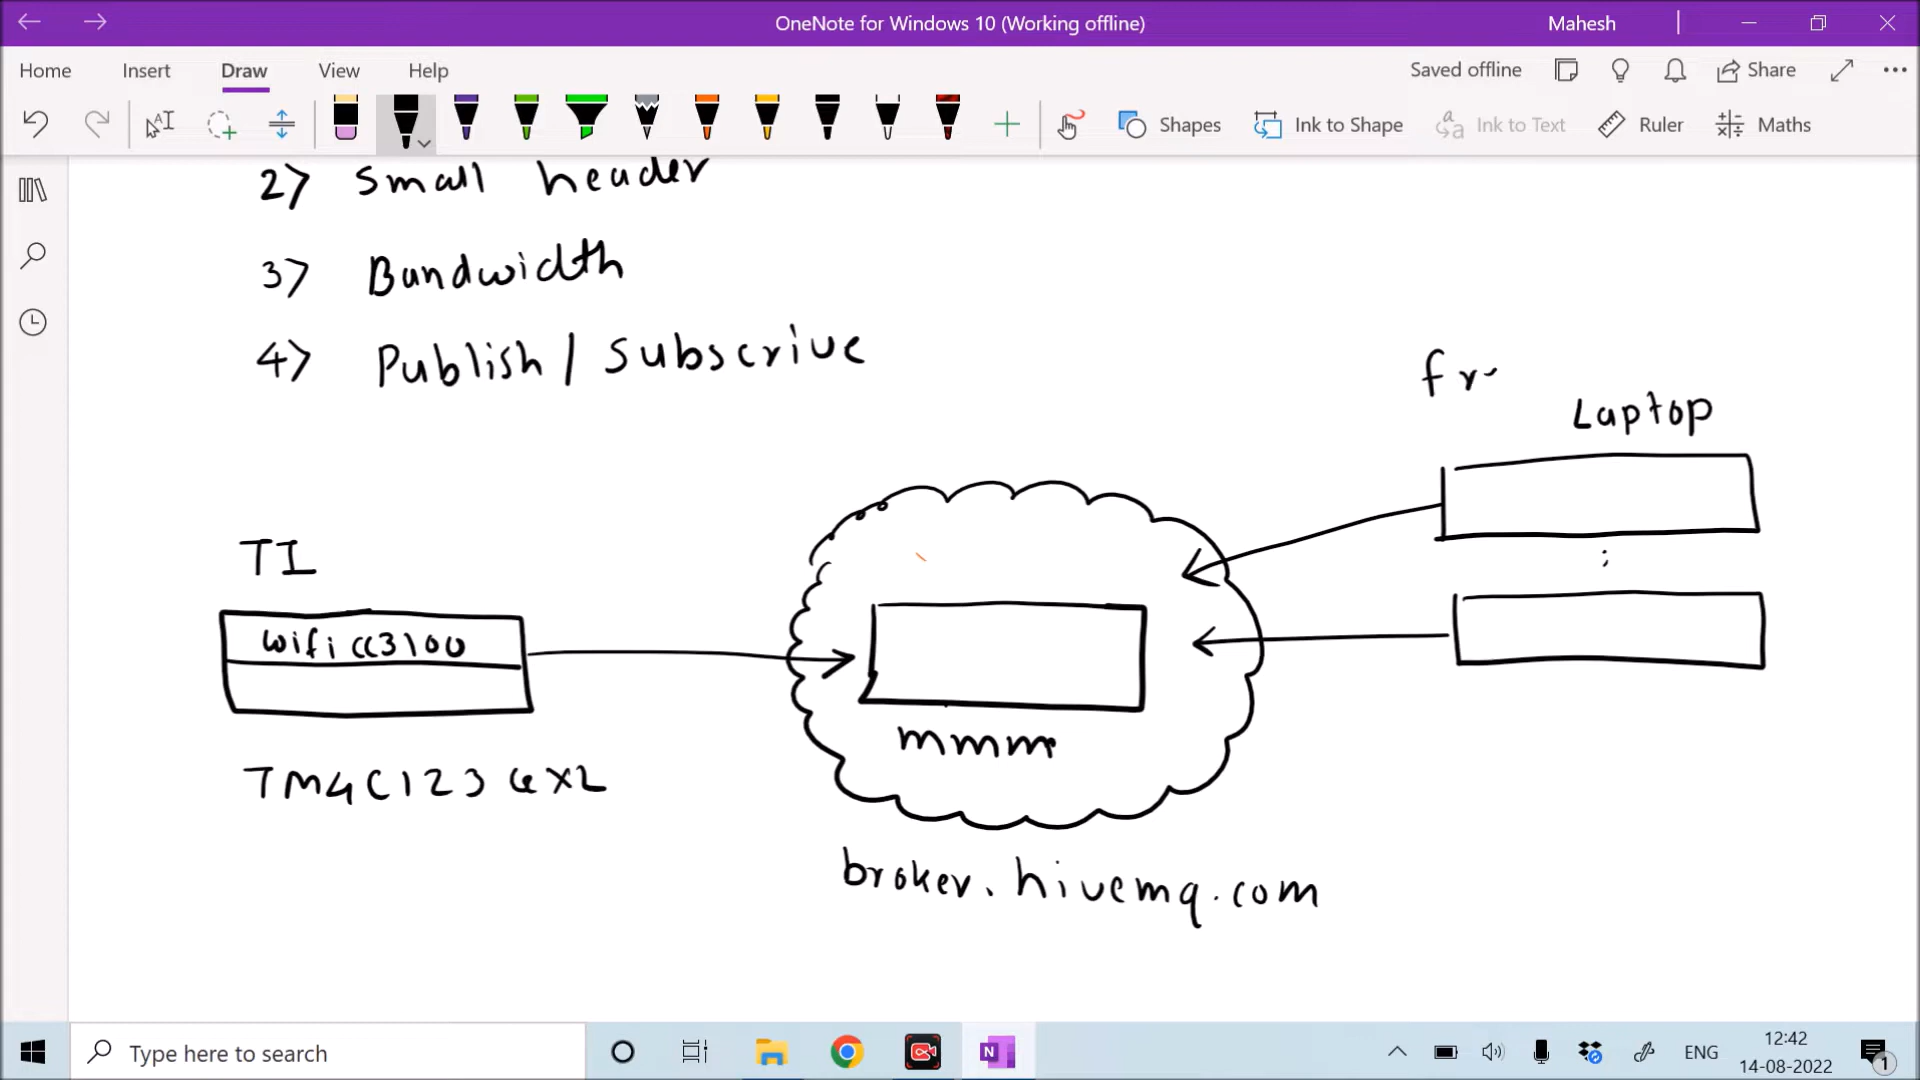 OneNote for Windows 10 (Working offline)
Mahesh
Home Insert Draw View Help
Saved offline Share
Shapes Ink to Shape Ink to Text Ruler Maths
2) Small header
3) Bandwidth
4) Publish / Subscrive
fr
Laptop
TI
wifi CC3100
mmm
TM4C123GXL
broker.hivemq.com
Type here to search
ENG
12:42
14-08-2022
1